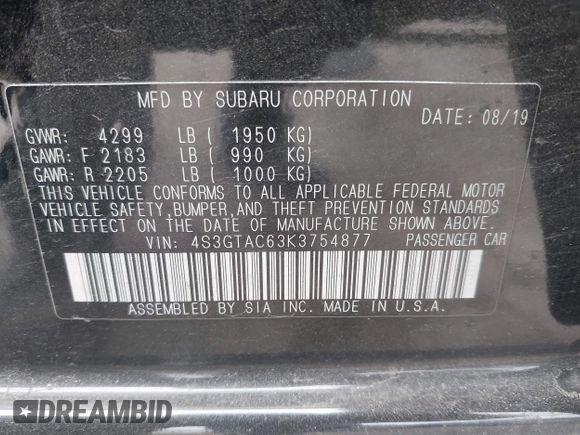 MFD BY SUBARU CORPORATION
DATE: 08/19
GVWR: 4299 LB ( 1950 KG)
GAWR: F 2183 LB ( 990 KG)
GAWR: R 2205 LB ( 1000 KG)
THIS VEHICLE CONFORMS TO ALL APPLICABLE FEDERAL MOTOR
VEHICLE SAFETY, BUMPER, AND THEFT PREVENTION STANDARDS
IN EFFECT ON THE DATE OF MANUFACTURE SHOWN ABOVE.
VIN: 4S3GTAC63K3754877 PASSENGER CAR
ASSEMBLED BY SIA INC. MADE IN U.S.A.
DREAMBID